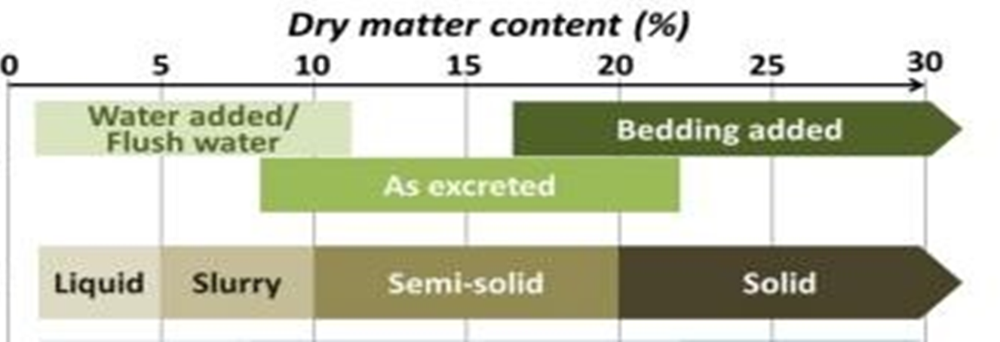 Dry matter content (%)
0 5 10 15 20 25 30
Water added/
Flush water
Bedding added
As excreted
Liquid Slurry Semi-solid Solid